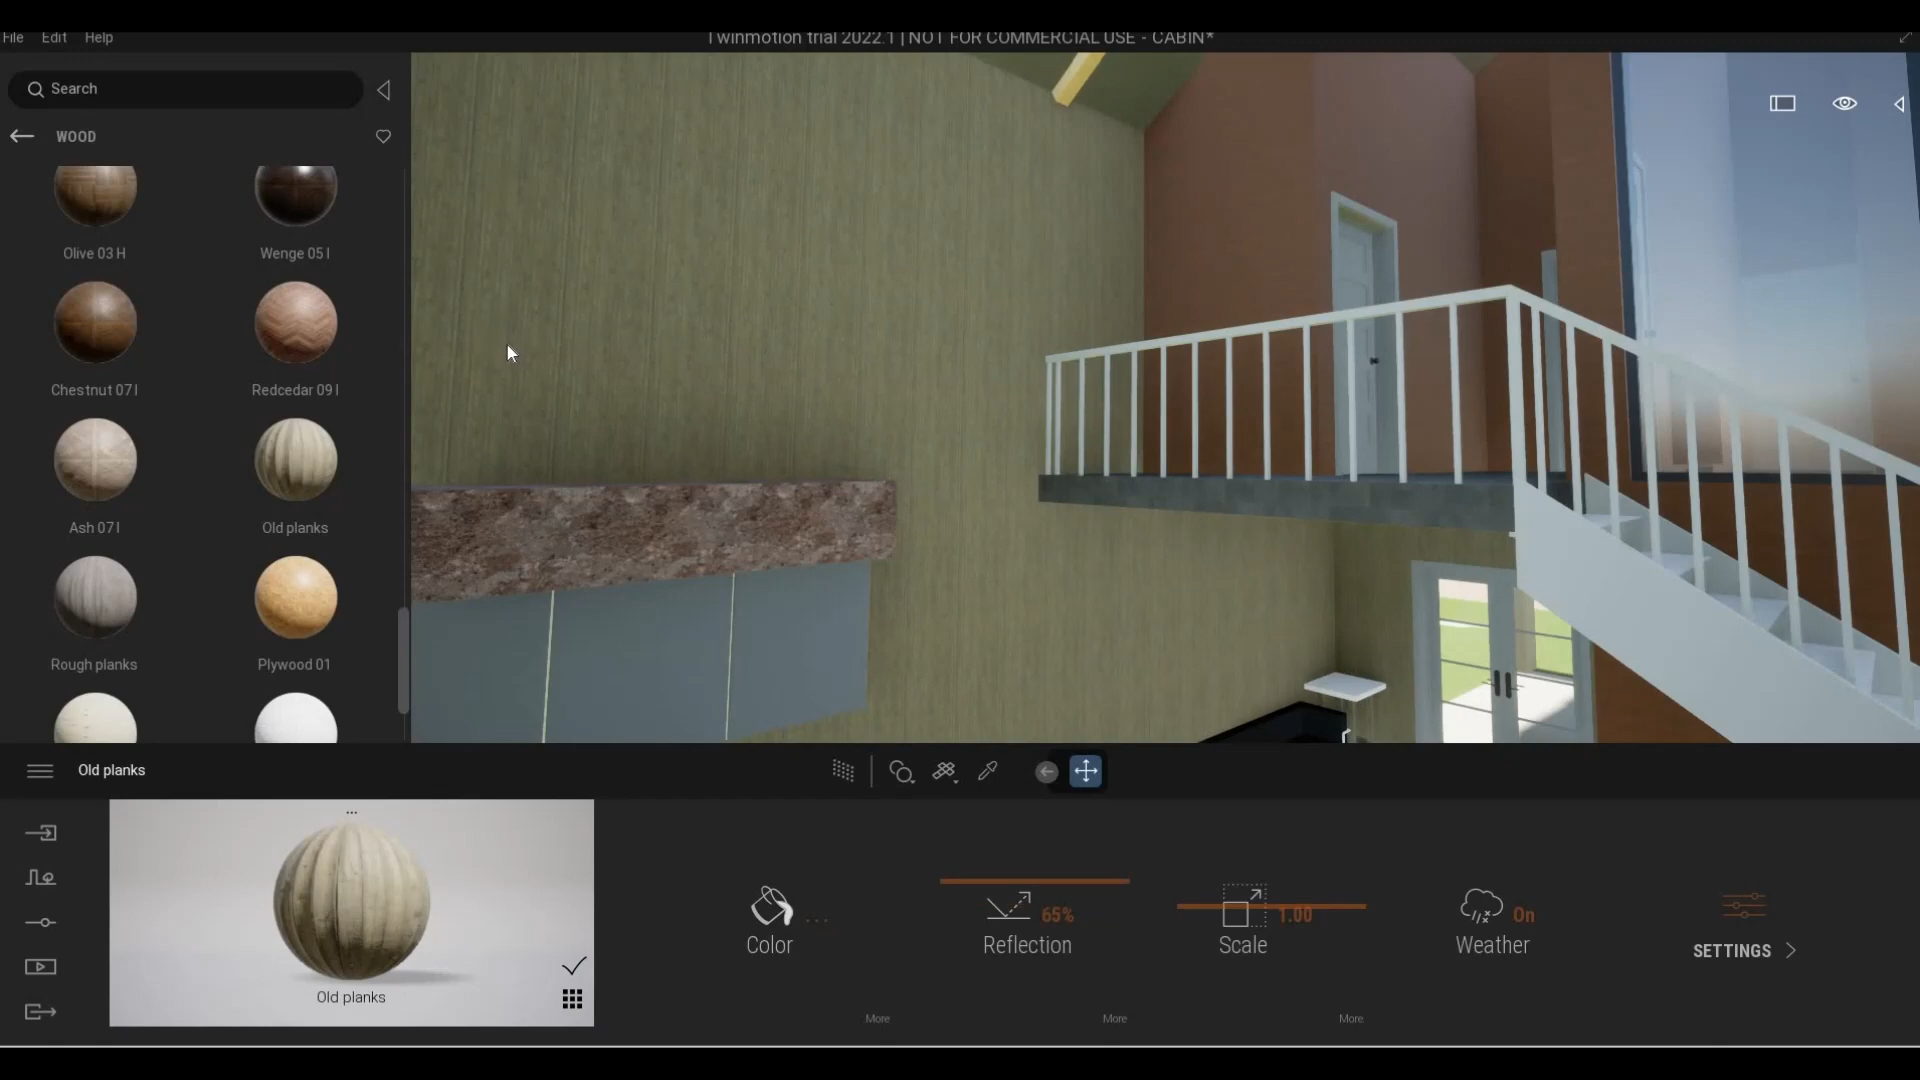 File Edit Help
Twinmotion trial 2022.1 | NOT FOR COMMERCIAL USE - CABIN*
Search
WOOD
Olive 03 H
Wenge 05 I
Chestnut 07 I
Redcedar 09 I
Ash 07 I
Old planks
Rough planks
Plywood 01
Old planks
...
Old planks
Color ...
Reflection 65%
Scale 1.00
Weather On
SETTINGS
More
More
More